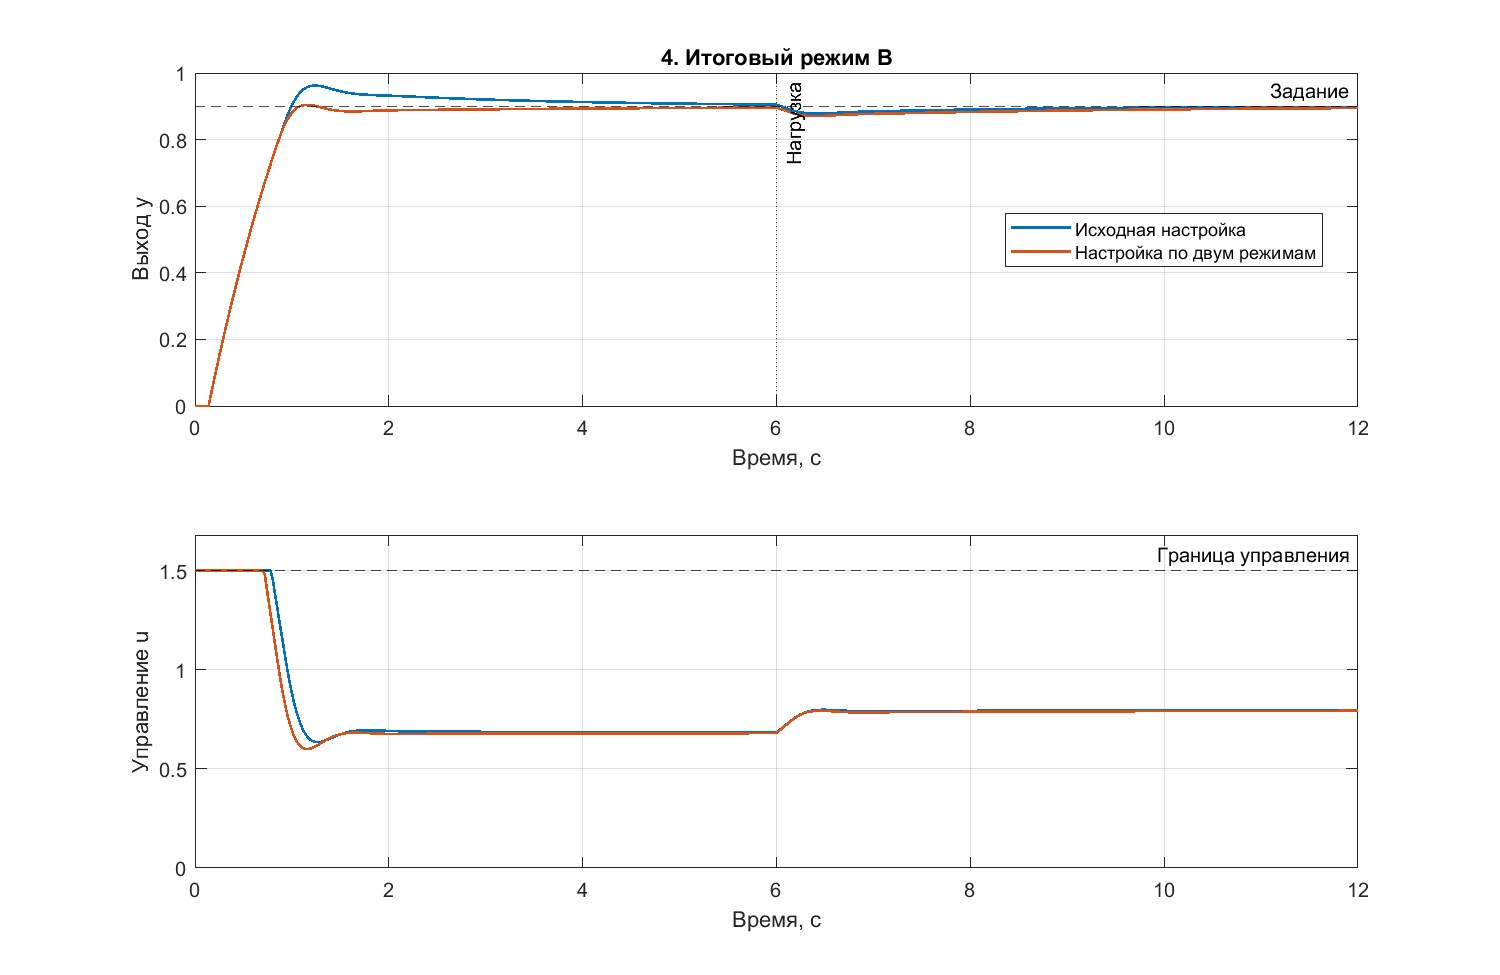 4. Итоговый режим B
1
0.8
0.6
0.4
0.2
0
Выход y
Задание
Нагрузка
Исходная настройка
Настройка по двум режимам
0 2 4 6 8 10 12
Время, с
1.5
1
0.5
0
Управление u
Граница управления
0 2 4 6 8 10 12
Время, с